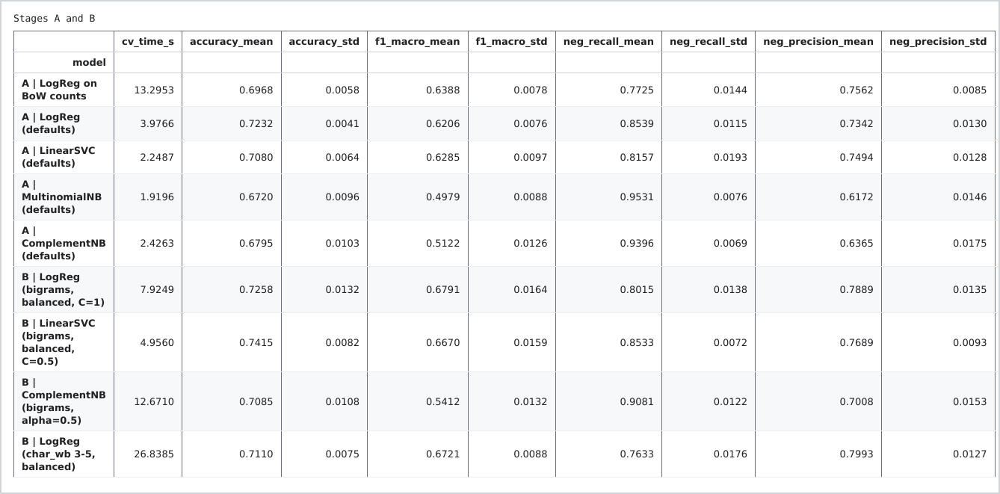 Stages A and B
cv_time_s accuracy_mean accuracy_std f1_macro_mean f1_macro_std neg_recall_mean neg_recall_std neg_precision_mean neg_precision_std
model
A | LogReg on
BoW counts 13.2953 0.6968 0.0058 0.6388 0.0078 0.7725 0.0144 0.7562 0.0085
A | LogReg
(defaults) 3.9766 0.7232 0.0041 0.6206 0.0076 0.8539 0.0115 0.7342 0.0130
A | LinearSVC
(defaults) 2.2487 0.7080 0.0064 0.6285 0.0097 0.8157 0.0193 0.7494 0.0128
A |
MultinomialNB 1.9196 0.6720 0.0096 0.4979 0.0088 0.9531 0.0076 0.6172 0.0146
(defaults)
A |
ComplementNB 2.4263 0.6795 0.0103 0.5122 0.0126 0.9396 0.0069 0.6365 0.0175
(defaults)
B | LogReg
(bigrams, 7.9249 0.7258 0.0132 0.6791 0.0164 0.8015 0.0138 0.7889 0.0135
balanced, C=1)
B | LinearSVC
(bigrams, 4.9560 0.7415 0.0082 0.6670 0.0159 0.8533 0.0072 0.7689 0.0093
balanced,
C=0.5)
B |
ComplementNB 12.6710 0.7085 0.0108 0.5412 0.0132 0.9081 0.0122 0.7008 0.0153
(bigrams,
alpha=0.5)
B | LogReg
(char_wb 3-5, 26.8385 0.7110 0.0075 0.6721 0.0088 0.7633 0.0176 0.7993 0.0127
balanced)